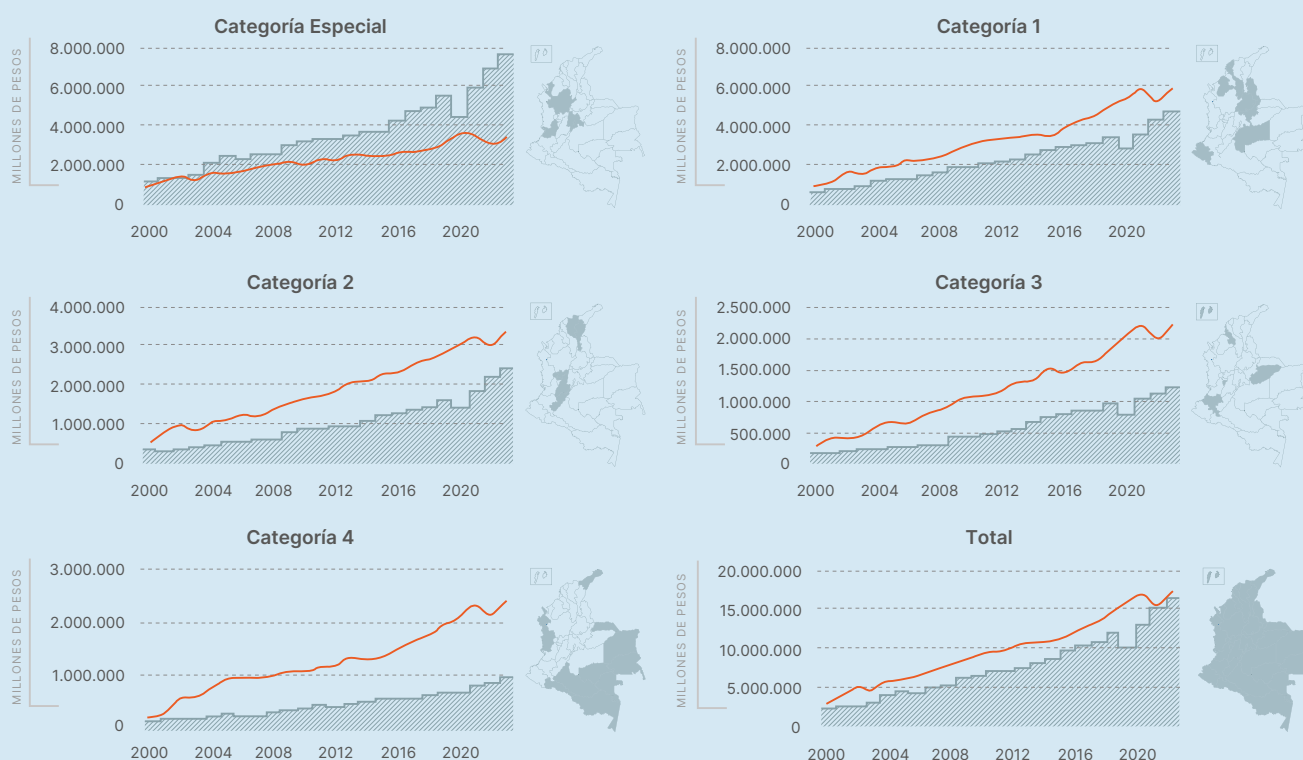 Categoría Especial
MILLONES DE PESOS
8.000.000
6.000.000
4.000.000
2.000.000
0
2000 2004 2008 2012 2016 2020
Categoría 1
MILLONES DE PESOS
8.000.000
6.000.000
4.000.000
2.000.000
0
2000 2004 2008 2012 2016 2020
Categoría 2
MILLONES DE PESOS
4.000.000
3.000.000
2.000.000
1.000.000
0
2000 2004 2008 2012 2016 2020
Categoría 3
MILLONES DE PESOS
2.500.000
2.000.000
1.500.000
1.000.000
500.000
0
2000 2004 2008 2012 2016 2020
Categoría 4
MILLONES DE PESOS
3.000.000
2.000.000
1.000.000
0
2000 2004 2008 2012 2016 2020
Total
MILLONES DE PESOS
20.000.000
15.000.000
10.000.000
5.000.000
0
2000 2004 2008 2012 2016 2020